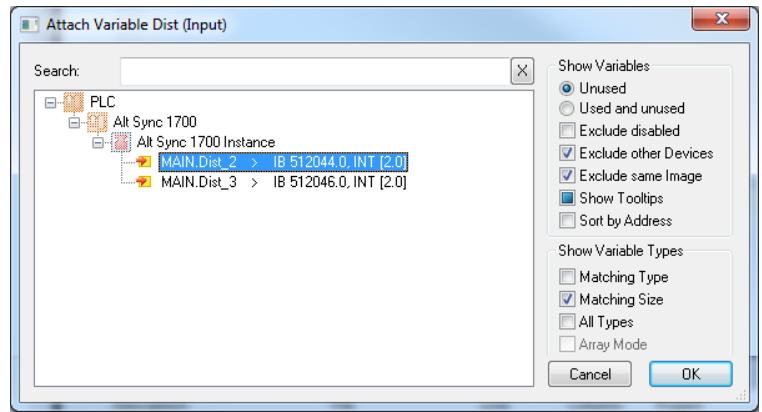 Attach Variable Dist (Input)
X
Search:
X
PLC
Alt Sync 1700
Alt Sync 1700 Instance
MAIN.Dist_2 > IB 512044.0, INT [2.0]
MAIN.Dist_3 > IB 512046.0, INT [2.0]
Show Variables
Unused
Used and unused
Exclude disabled
Exclude other Devices
Exclude same Image
Show Tooltips
Sort by Address
Show Variable Types
Matching Type
Matching Size
All Types
Array Mode
Cancel
OK